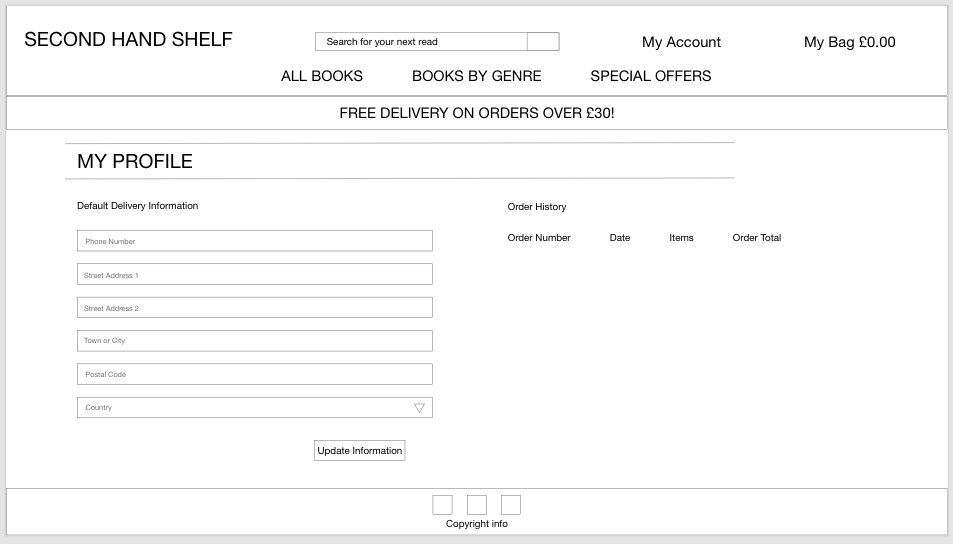 SECOND HAND SHELF
Search for your next read
My Account
My Bag £0.00
ALL BOOKS
BOOKS BY GENRE
SPECIAL OFFERS
FREE DELIVERY ON ORDERS OVER £30!
MY PROFILE
Default Delivery Information
Phone Number
Street Address 1
Street Address 2
Town or City
Postal Code
Country
Update Information
Order History
Order Number Date Items Order Total
Copyright info